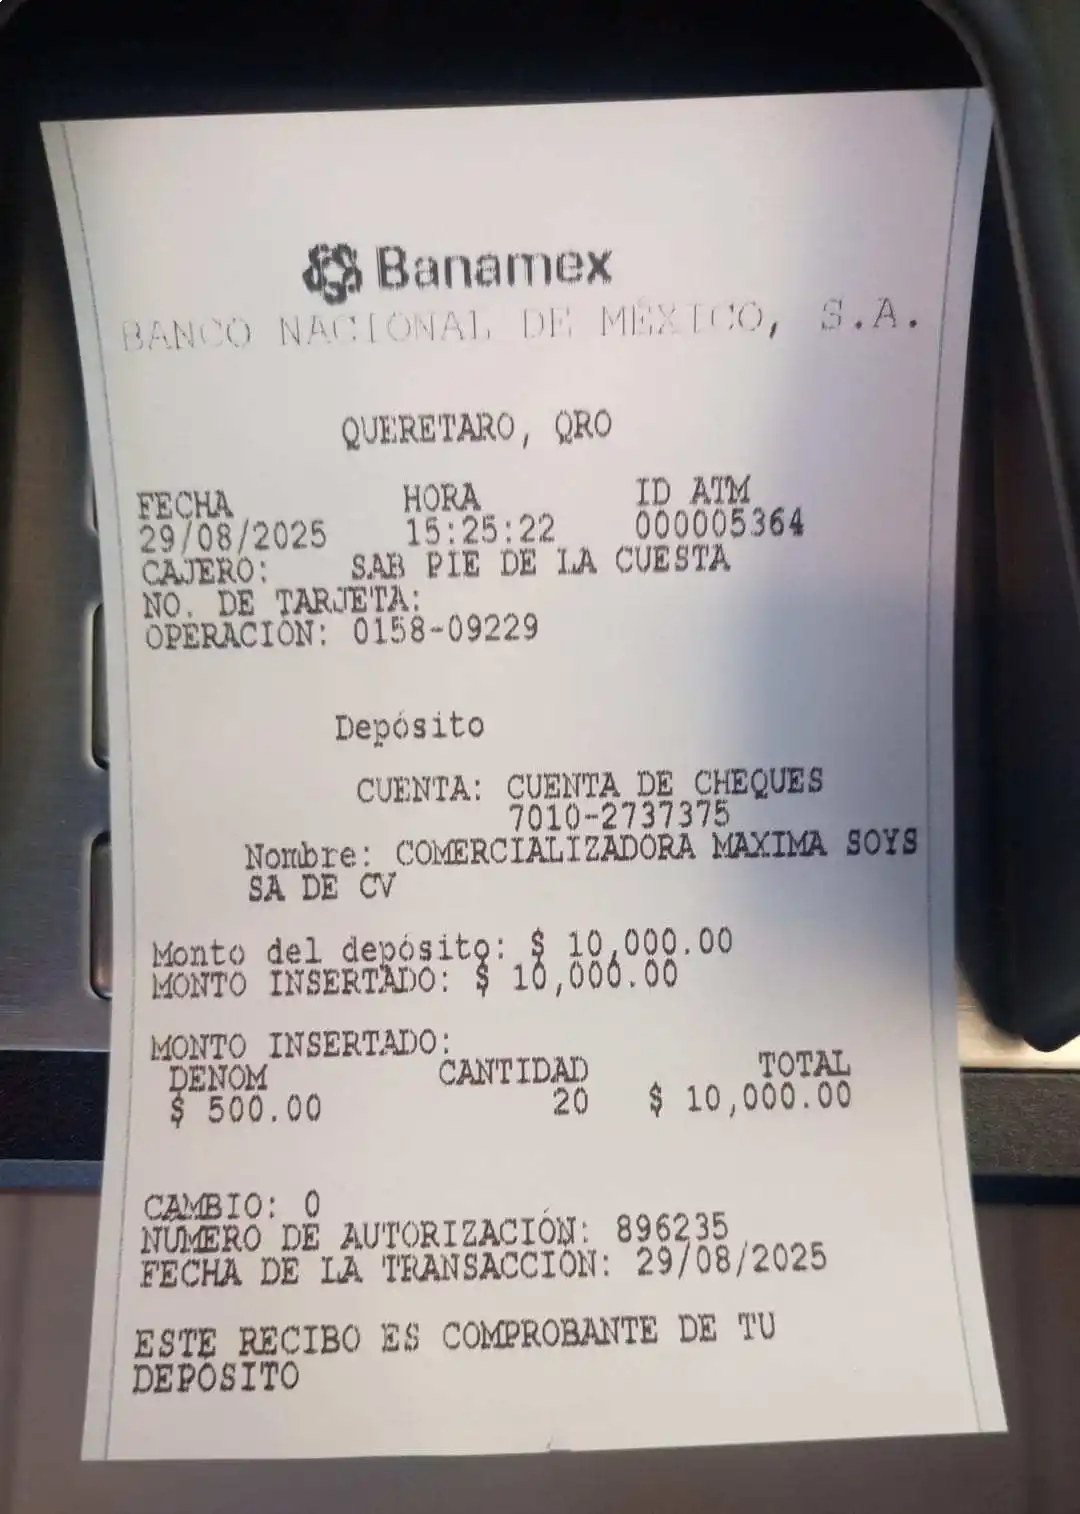 Banamex
BANCO NACIONAL DE MÉXICO, S.A.
QUERETARO, QRO
FECHA HORA ID ATM
29/08/2025 15:25:22 000005364
CAJERO: SAB PIE DE LA CUESTA
NO. DE TARJETA:
OPERACIÓN: 0158-09229
Depósito
CUENTA: CUENTA DE CHEQUES
7010-2737375
Nombre: COMERCIALIZADORA MAXIMA SOYS
SA DE CV
Monto del depósito: $ 10,000.00
MONTO INSERTADO: $ 10,000.00
MONTO INSERTADO:
DENOM CANTIDAD TOTAL
$ 500.00 20 $ 10,000.00
CAMBIO: 0
NÚMERO DE AUTORIZACIÓN: 896235
FECHA DE LA TRANSACCIÓN: 29/08/2025
ESTE RECIBO ES COMPROBANTE DE TU
DEPÓSITO